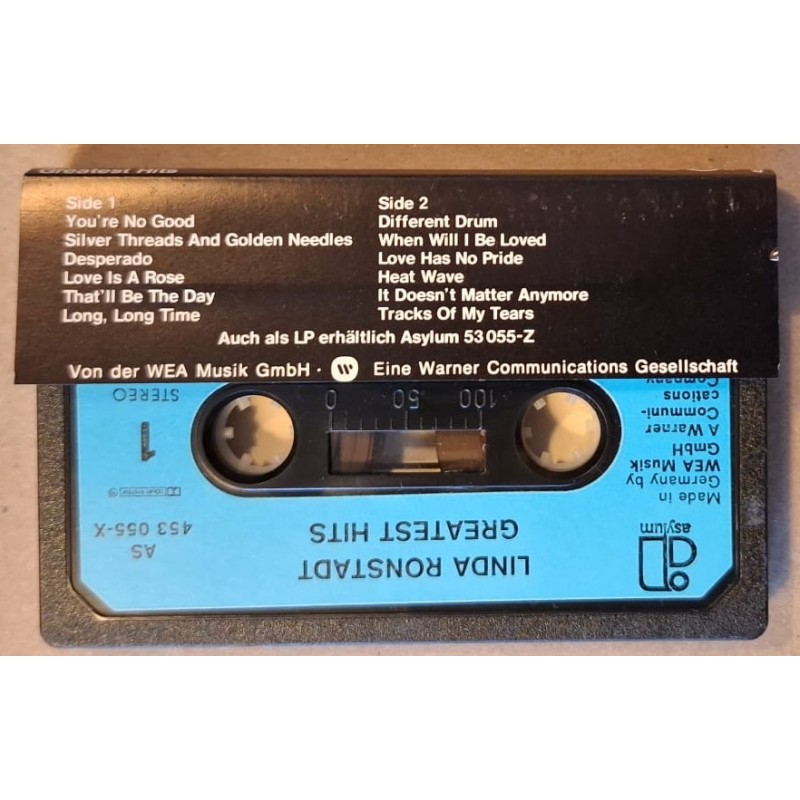 Greatest Hits
Side 1
You're No Good
Silver Threads And Golden Needles
Desperado
Love Is A Rose
That'll Be The Day
Long, Long Time
Side 2
Different Drum
When Will I Be Loved
Love Has No Pride
Heat Wave
It Doesn't Matter Anymore
Tracks Of My Tears
Auch als LP erhältlich Asylum 53 055-Z
Von der WEA Musik GmbH · Eine Warner Communications Gesellschaft
LINDA RONSTADT
GREATEST HITS
asylum
Made in
Germany by
WEA Musik
GmbH
A Warner
Communi-
cations
Company
AS
453 055-X
1
STEREO
100 50 0